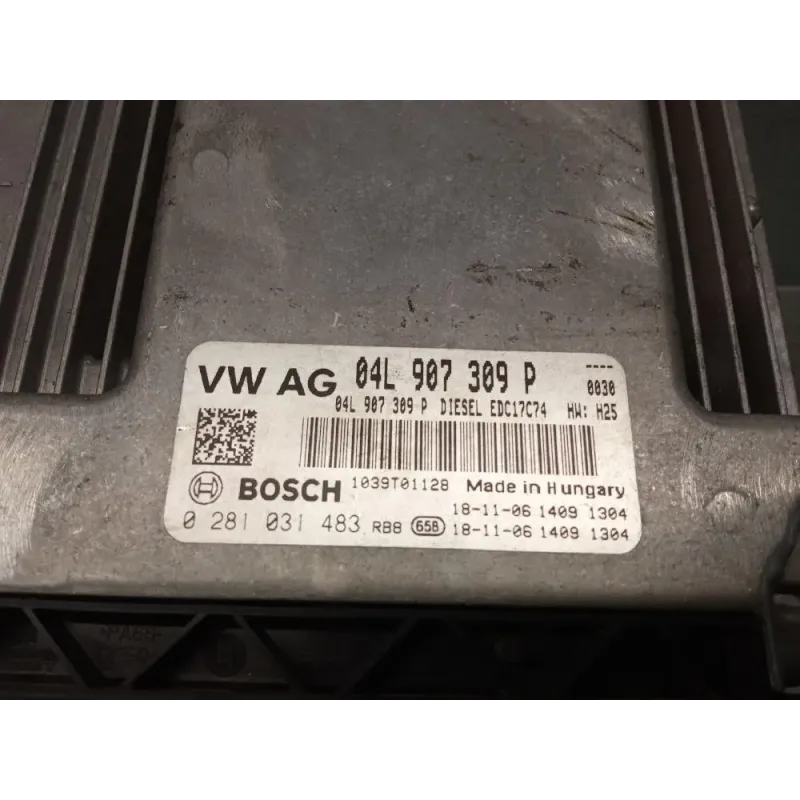 VW AG 04L 907 309 P ----
0030
04L 907 309 P DIESEL EDC17C74 HW: H25
BOSCH 1039T01128 Made in Hungary
18-11-06 1409 1304
0 281 031 483 RB8 658 18-11-06 1409 1304